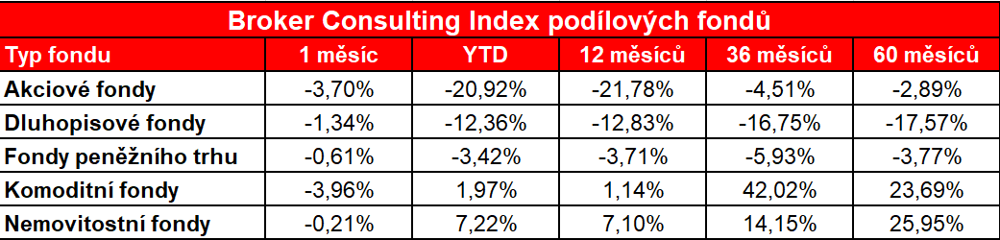 Broker Consulting Index podílových fondů
Typ fondu 1 měsíc YTD 12 měsíců 36 měsíců 60 měsíců
Akciové fondy -3,70% -20,92% -21,78% -4,51% -2,89%
Dluhopisové fondy -1,34% -12,36% -12,83% -16,75% -17,57%
Fondy peněžního trhu -0,61% -3,42% -3,71% -5,93% -3,77%
Komoditní fondy -3,96% 1,97% 1,14% 42,02% 23,69%
Nemovitostní fondy -0,21% 7,22% 7,10% 14,15% 25,95%